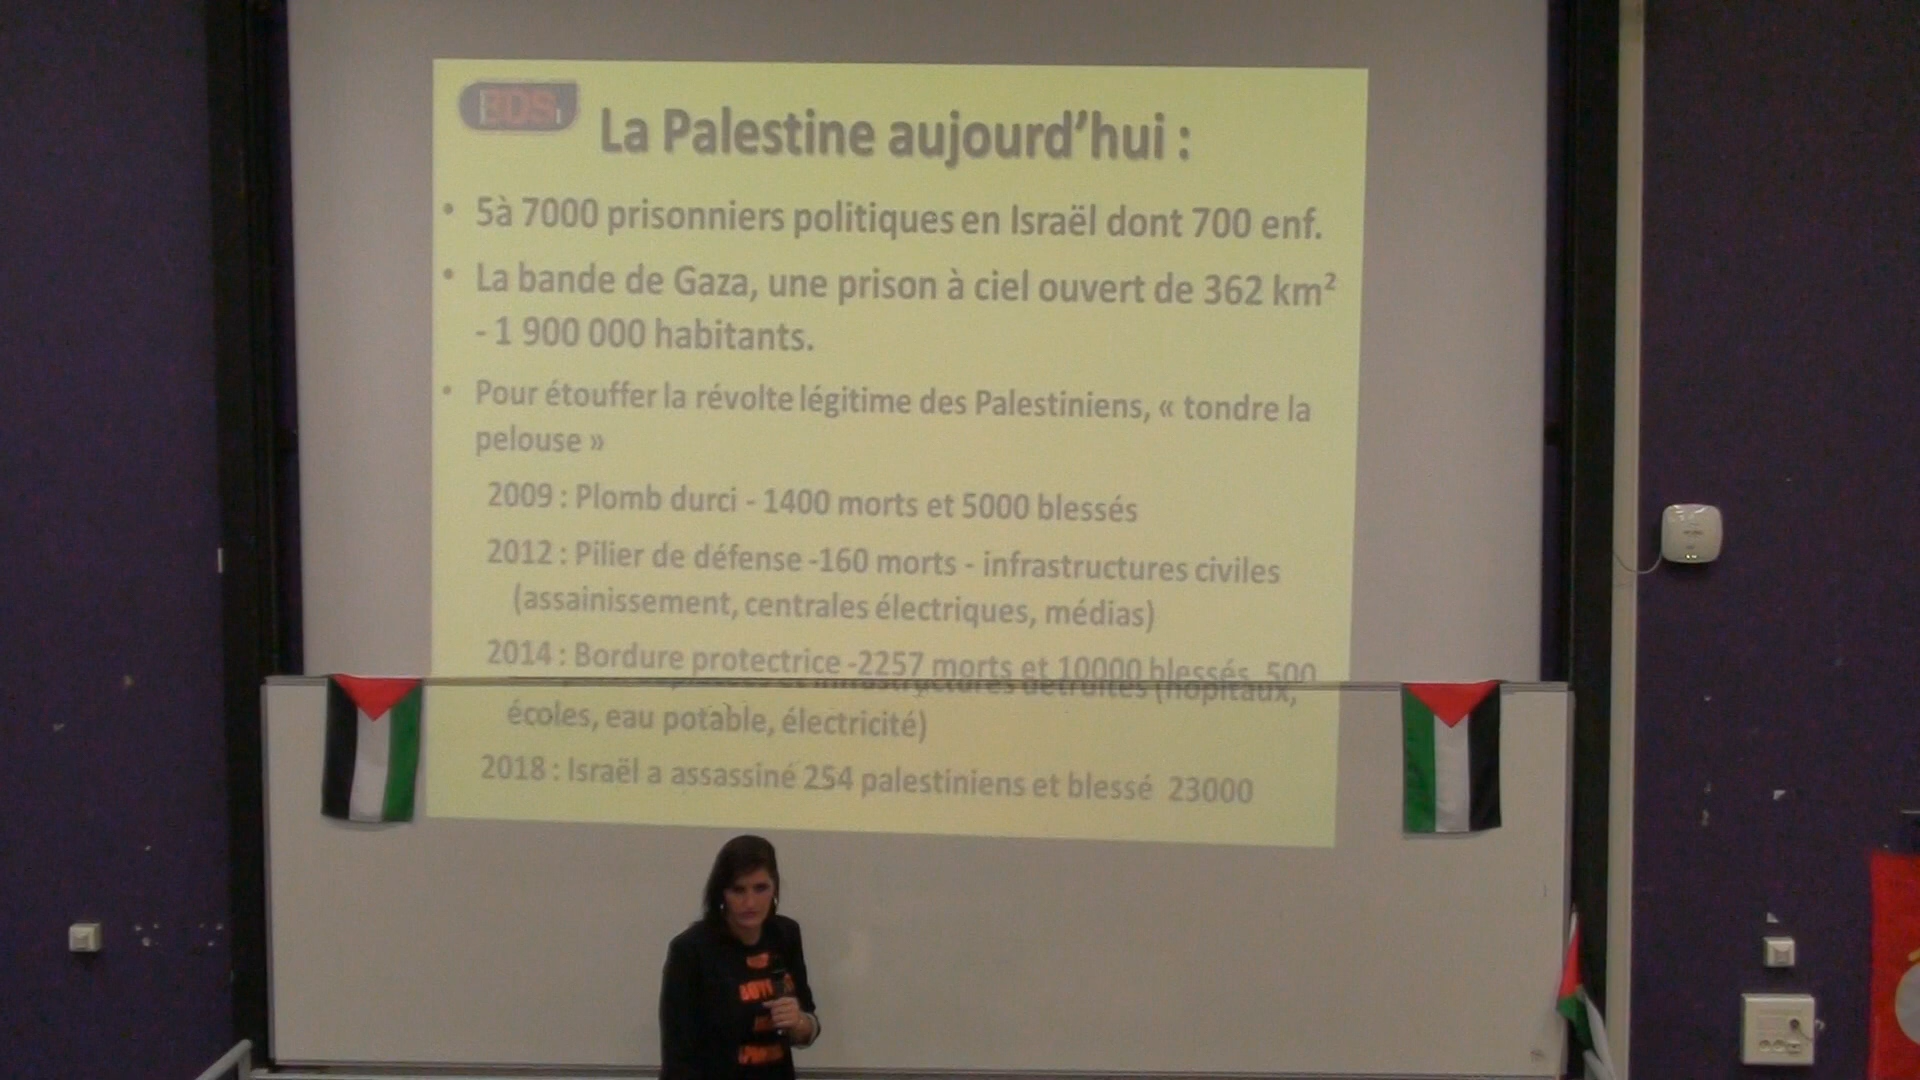 BDS
La Palestine aujourd’hui :
• 5à 7000 prisonniers politiques en Israël dont 700 enf.
• La bande de Gaza, une prison à ciel ouvert de 362 km²
- 1 900 000 habitants.
• Pour étouffer la révolte légitime des Palestiniens, « tondre la
pelouse »
2009 : Plomb durci - 1400 morts et 5000 blessés
2012 : Pilier de défense -160 morts - infrastructures civiles
(assainissement, centrales électriques, médias)
2014 : Bordure protectrice -2257 morts et 10000 blessés 500
et infrastructures détruites (hôpitaux,
écoles, eau potable, électricité)
2018 : Israël a assassiné 254 palestiniens et blessé 23000